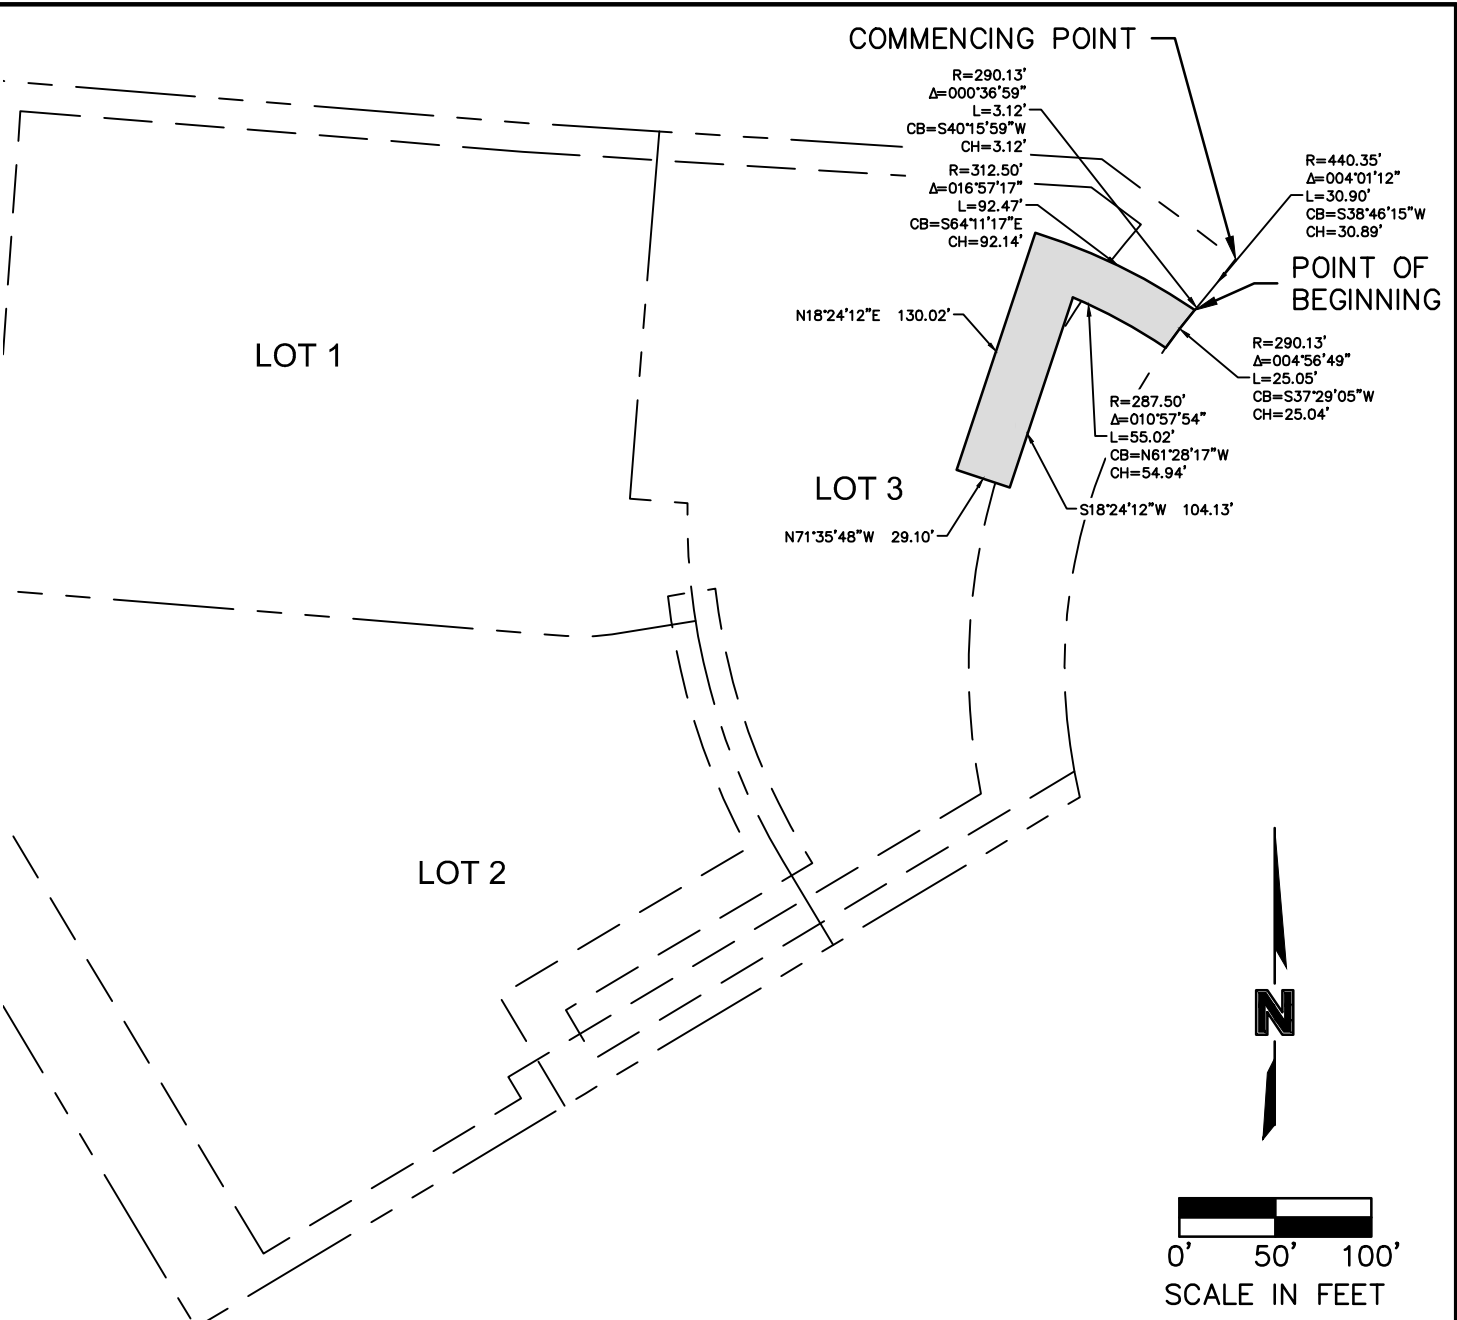 COMMENCING POINT
R=290.13'
Δ=000°36'59"
L=3.12'
CB=S40°15'59"W
CH=3.12'
R=312.50'
Δ=016°57'17"
L=92.47'
CB=S64°11'17"E
CH=92.14'
R=440.35'
Δ=004°01'12"
L=30.90'
CB=S38°46'15"W
CH=30.89'
POINT OF
BEGINNING
N18°24'12"E 130.02'
R=290.13'
Δ=004°56'49"
L=25.05'
CB=S37°29'05"W
CH=25.04'
LOT 1
R=287.50'
Δ=010°57'54"
L=55.02'
CB=N61°28'17"W
CH=54.94'
LOT 3
S18°24'12"W 104.13'
N71°35'48"W 29.10'
LOT 2
N
0' 50' 100'
SCALE IN FEET